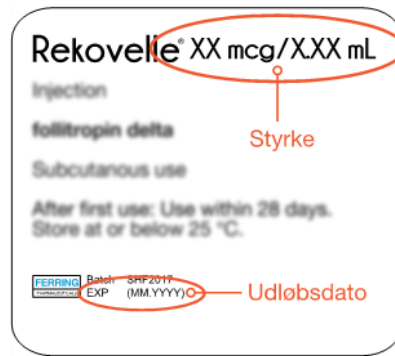 Rekovelle® XX mcg/X.XX mL
Injection
Styrke
follitropin delta
Subcutanous use
After first use: Use within 28 days.
Store at or below 25 °C.
FERRING Batch SHF2017
EXP (MM.YYYY)
Udløbsdato